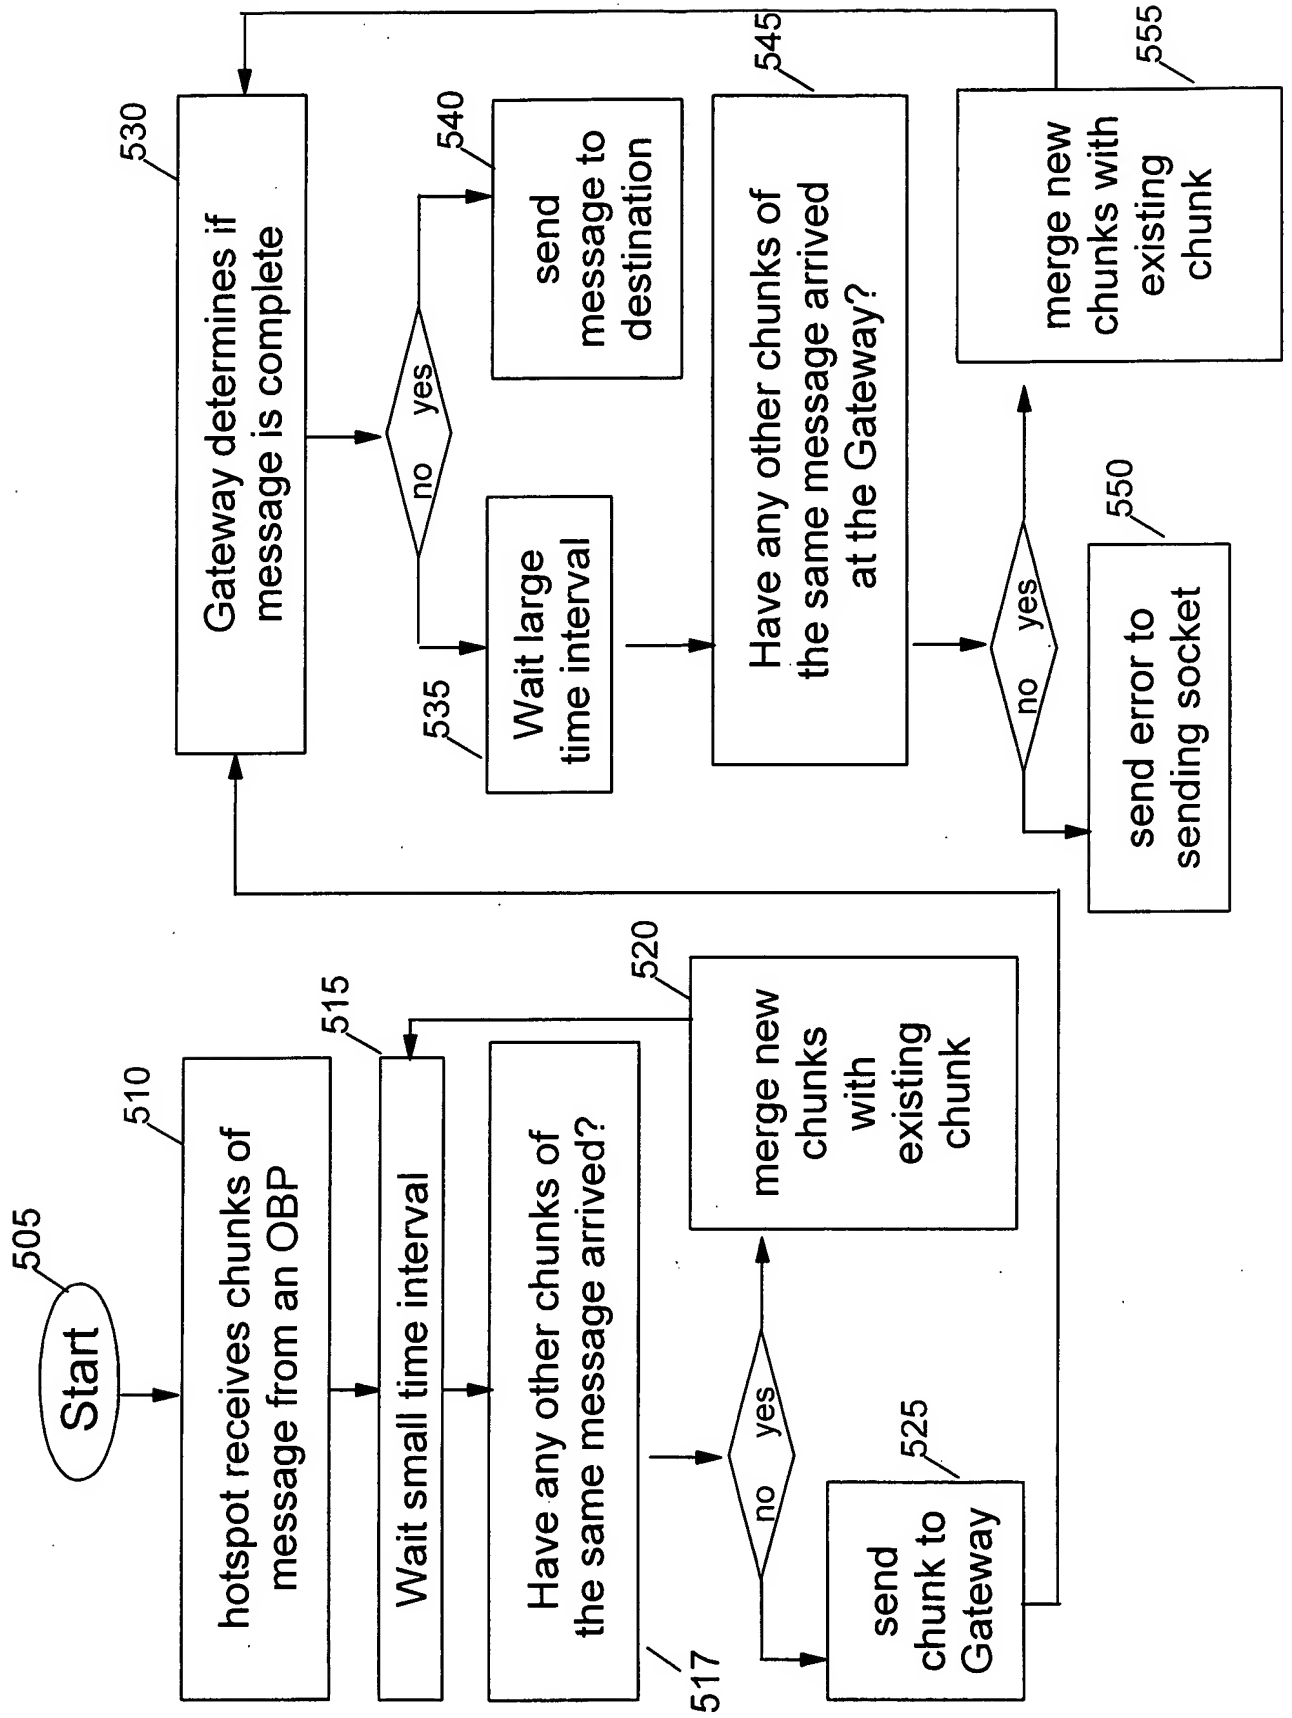 505
Start
510
hotspot receives chunks of
message from an OBP
515
Wait small time interval
517
Have any other chunks of
the same message arrived?
no
yes
520
merge new
chunks
with
existing
chunk
525
send
chunk to
Gateway
530
Gateway determines if
message is complete
no
yes
535
Wait large
time interval
540
send
message to
destination
545
Have any other chunks of
the same message arrived
at the Gateway?
no
yes
550
send error to
sending socket
555
merge new
chunks with
existing
chunk